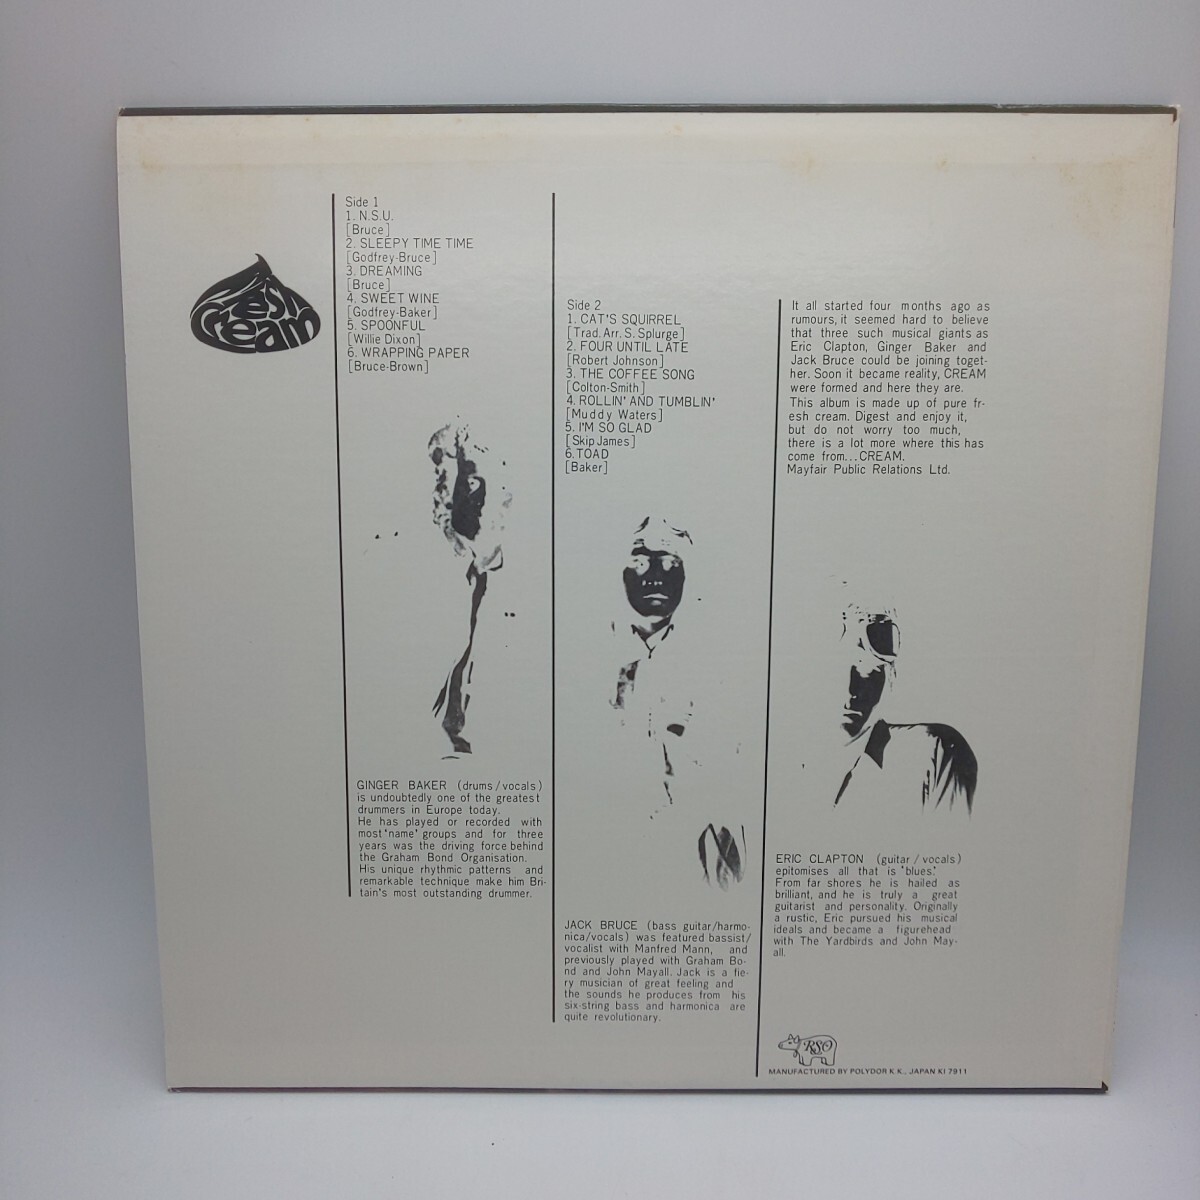 Fresh
Cream
Side 1
1. N.S.U.
[Bruce]
2. SLEEPY TIME TIME
[Godfrey-Bruce]
3. DREAMING
[Bruce]
4. SWEET WINE
[Godfrey-Baker]
5. SPOONFUL
[Willie Dixon]
6. WRAPPING PAPER
[Bruce-Brown]
GINGER BAKER (drums/vocals)
is undoubtedly one of the greatest
drummers in Europe today.
He has played or recorded with
most 'name' groups and for three
years was the driving force behind
the Graham Bond Organisation.
His unique rhythmic patterns and
remarkable technique make him Bri-
tain's most outstanding drummer.
Side 2
1. CAT'S SQUIRREL
[Trad. Arr. S. Splurge]
2. FOUR UNTIL LATE
[Robert Johnson]
3. THE COFFEE SONG
[Colton-Smith]
4. ROLLIN' AND TUMBLIN'
[Muddy Waters]
5. I'M SO GLAD
[Skip James]
6. TOAD
[Baker]
JACK BRUCE (bass guitar/harmo-
nica/vocals) was featured bassist/
vocalist with Manfred Mann, and
previously played with Graham Bo-
nd and John Mayall. Jack is a fie-
ry musician of great feeling and
the sounds he produces from his
six-string bass and harmonica are
quite revolutionary.
It all started four months ago as
rumours, it seemed hard to believe
that three such musical giants as
Eric Clapton, Ginger Baker and
Jack Bruce could be joining toget-
her. Soon it became reality, CREAM
were formed and here they are.
This album is made up of pure fr-
esh cream. Digest and enjoy it,
but do not worry too much,
there is a lot more where this has
come from...CREAM.
Mayfair Public Relations Ltd.
ERIC CLAPTON (guitar / vocals)
epitomises all that is 'blues.'
From far shores he is hailed as
brilliant, and he is truly a great
guitarist and personality. Originally
a rustic, Eric pursued his musical
ideals and became a figurehead
with The Yardbirds and John May-
all.
RSO
MANUFACTURED BY POLYDOR K.K., JAPAN KI 7911